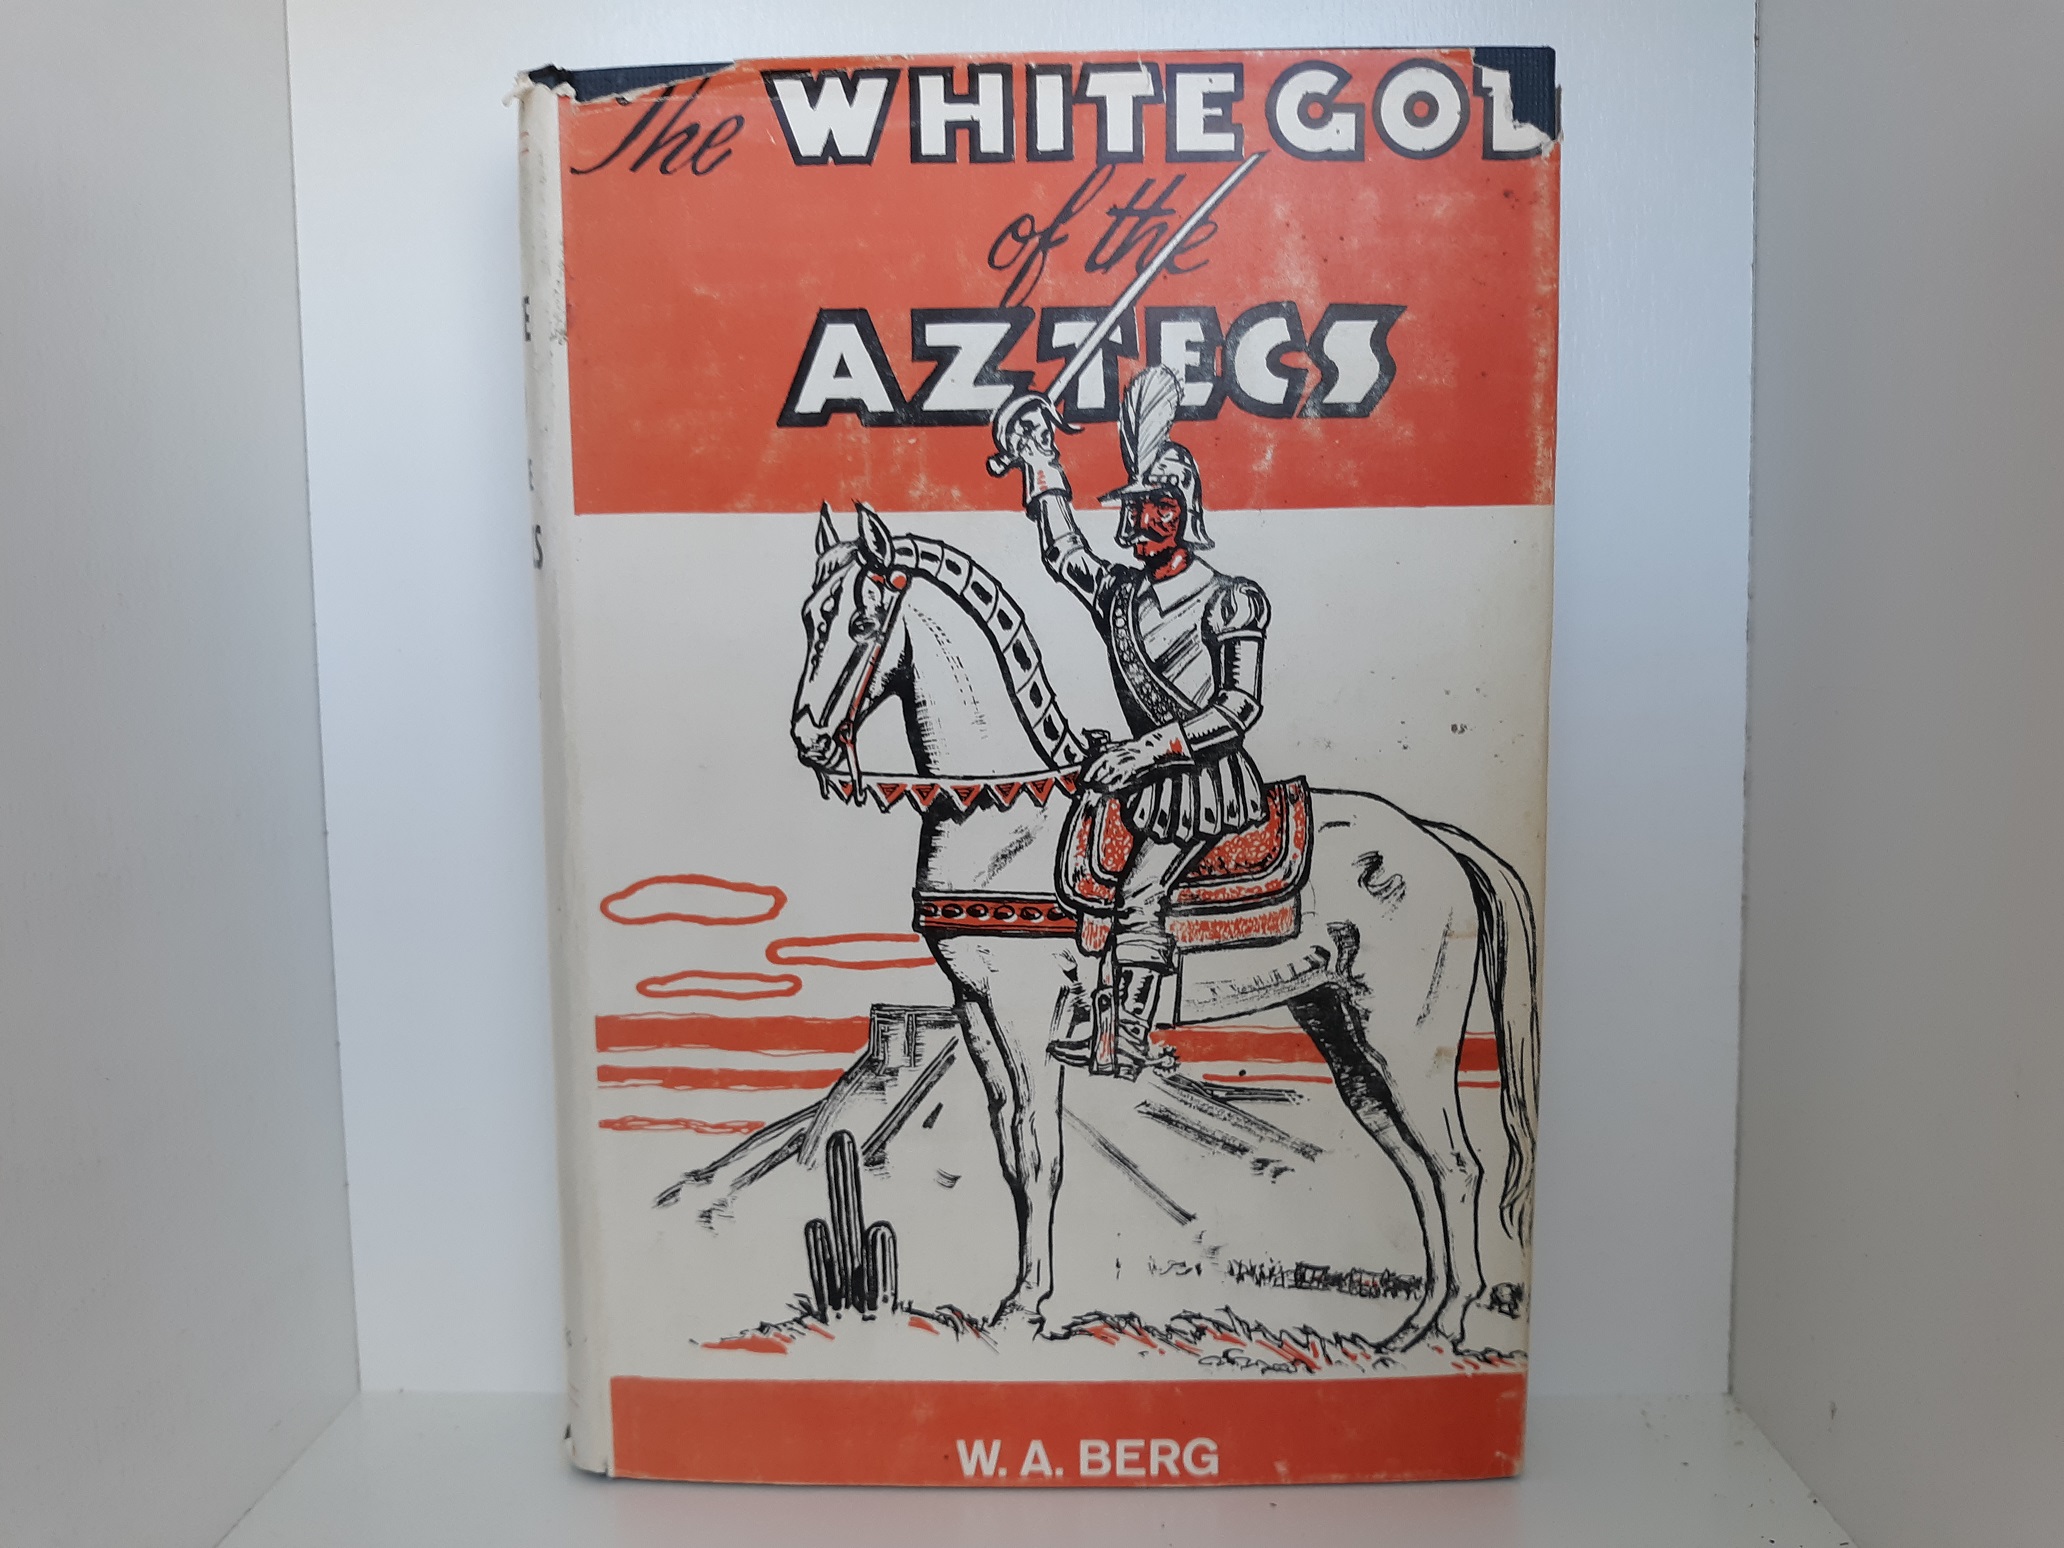 The WHITE GOD
of the
AZTECS
W. A. BERG
E
E
S